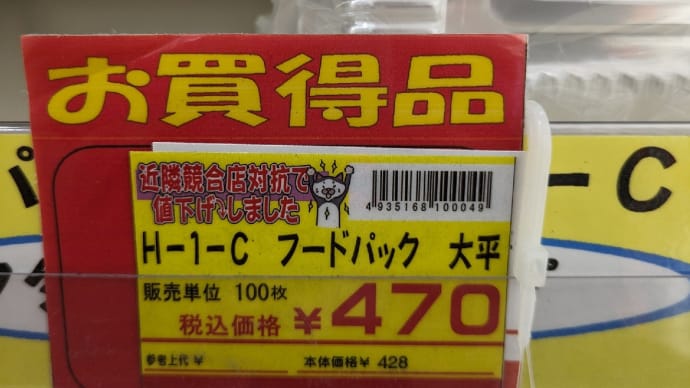 お買得品
近隣競合店対抗で
値下げしました
4935168100049
H-1-C フードパック 大平
販売単位 100枚
税込価格 ¥470
参考上代 ¥
本体価格¥ 428
-C